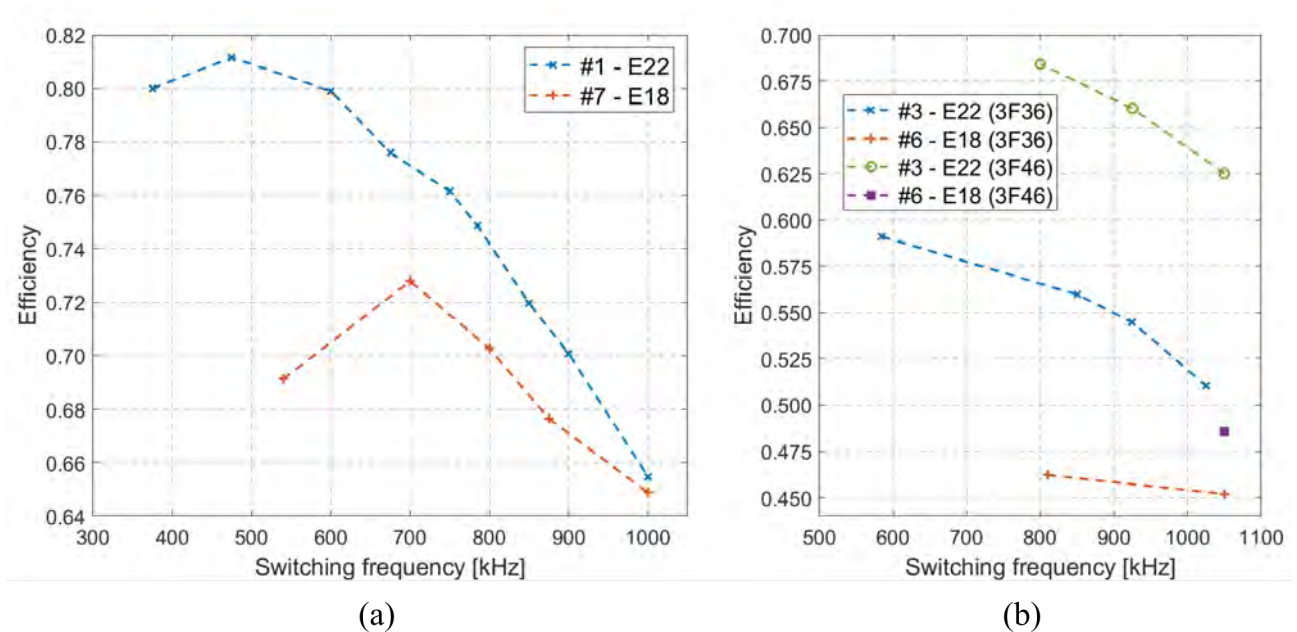 0.82
0.80
0.78
0.76
0.74
0.72
0.70
0.68
0.66
0.64
Efficiency
300 400 500 600 700 800 900 1000
Switching frequency [kHz]
#1 - E22
#7 - E18
(a)
0.700
0.675
0.650
0.625
0.600
0.575
0.550
0.525
0.500
0.475
0.450
Efficiency
500 600 700 800 900 1000 1100
Switching frequency [kHz]
#3 - E22 (3F36)
#6 - E18 (3F36)
#3 - E22 (3F46)
#6 - E18 (3F46)
(b)